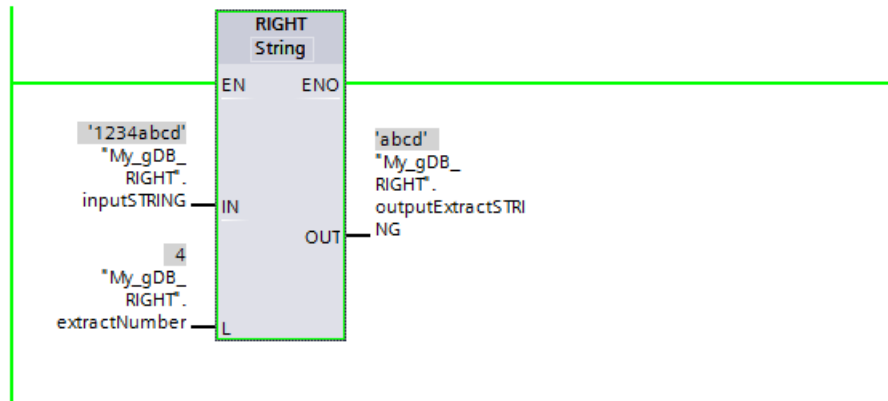 RIGHT
String
EN ENO
'1234abcd'
"My_gDB_
RIGHT".
inputSTRING
IN
'abcd'
"My_gDB_
RIGHT".
outputExtractSTRI
NG
OUT
4
"My_gDB_
RIGHT".
extractNumber
L